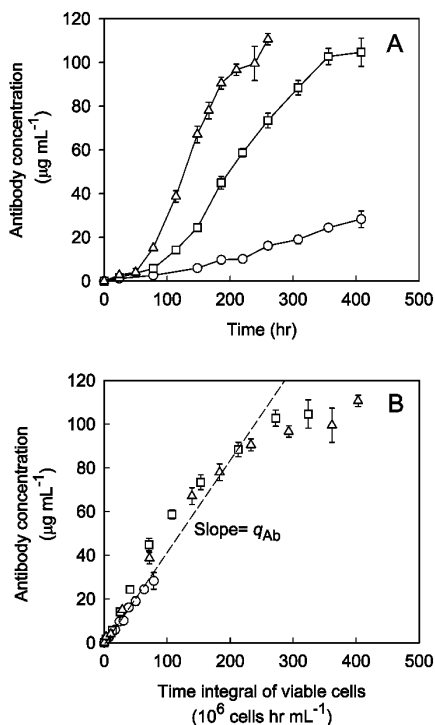 A
Antibody concentration
(µg mL⁻¹)
120
100
80
60
40
20
0
0 100 200 300 400 500
Time (hr)
B
Antibody concentration
(µg mL⁻¹)
120
100
80
60
40
20
0
Slope= qAb
0 100 200 300 400 500
Time integral of viable cells
(10⁶ cells hr mL⁻¹)